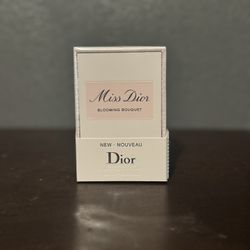 Miss Dior
BLOOMING BOUQUET
NEW - NOUVEAU
Dior